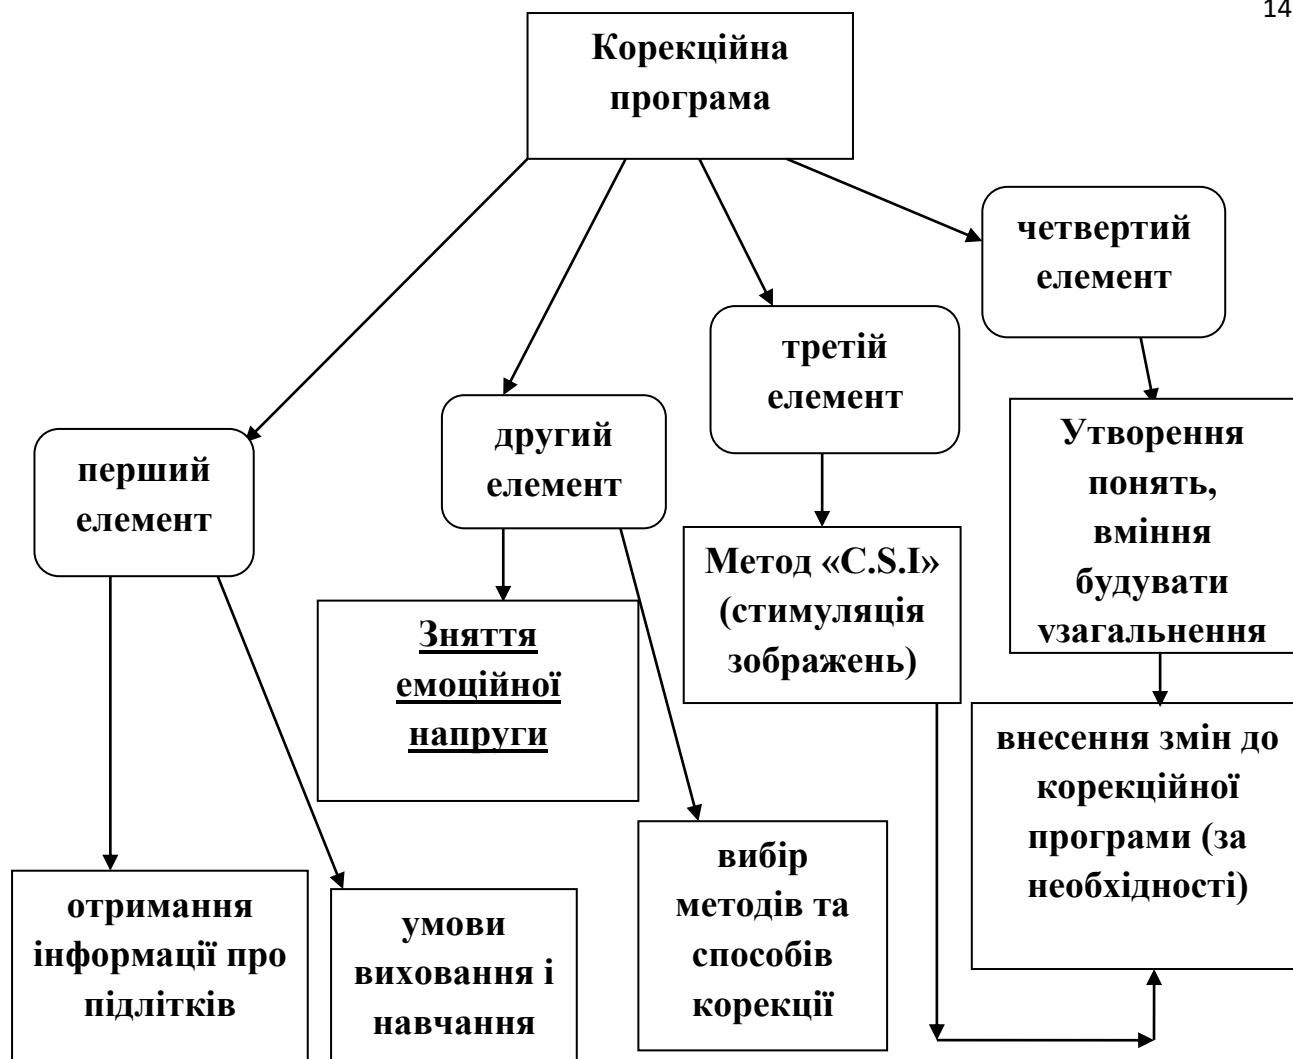 14
Корекційна
програма
четвертий
елемент
третій
елемент
другий
елемент
перший
елемент
Утворення
понять,
вміння
будувати
узагальнення
Метод «C.S.I»
(стимуляція
зображень)
Зняття
емоційної
напруги
внесення змін до
корекційної
програми (за
необхідності)
вибір
методів та
способів
корекції
отримання
інформації про
підлітків
умови
виховання і
навчання